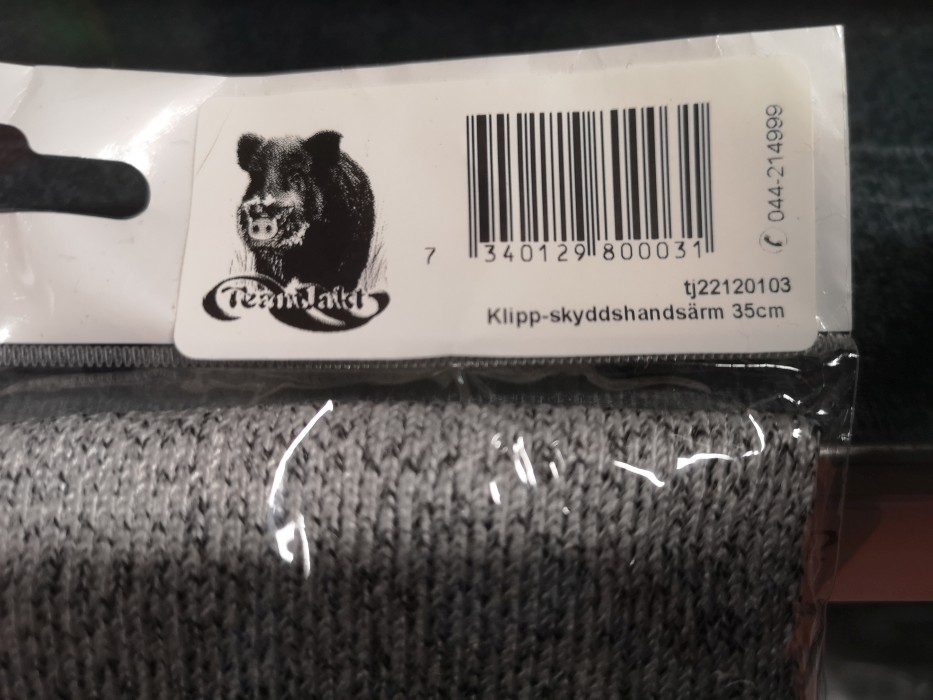 TeamJakt
7 340129 800031
044-214999
tj22120103
Klipp-skyddshandsärm 35cm